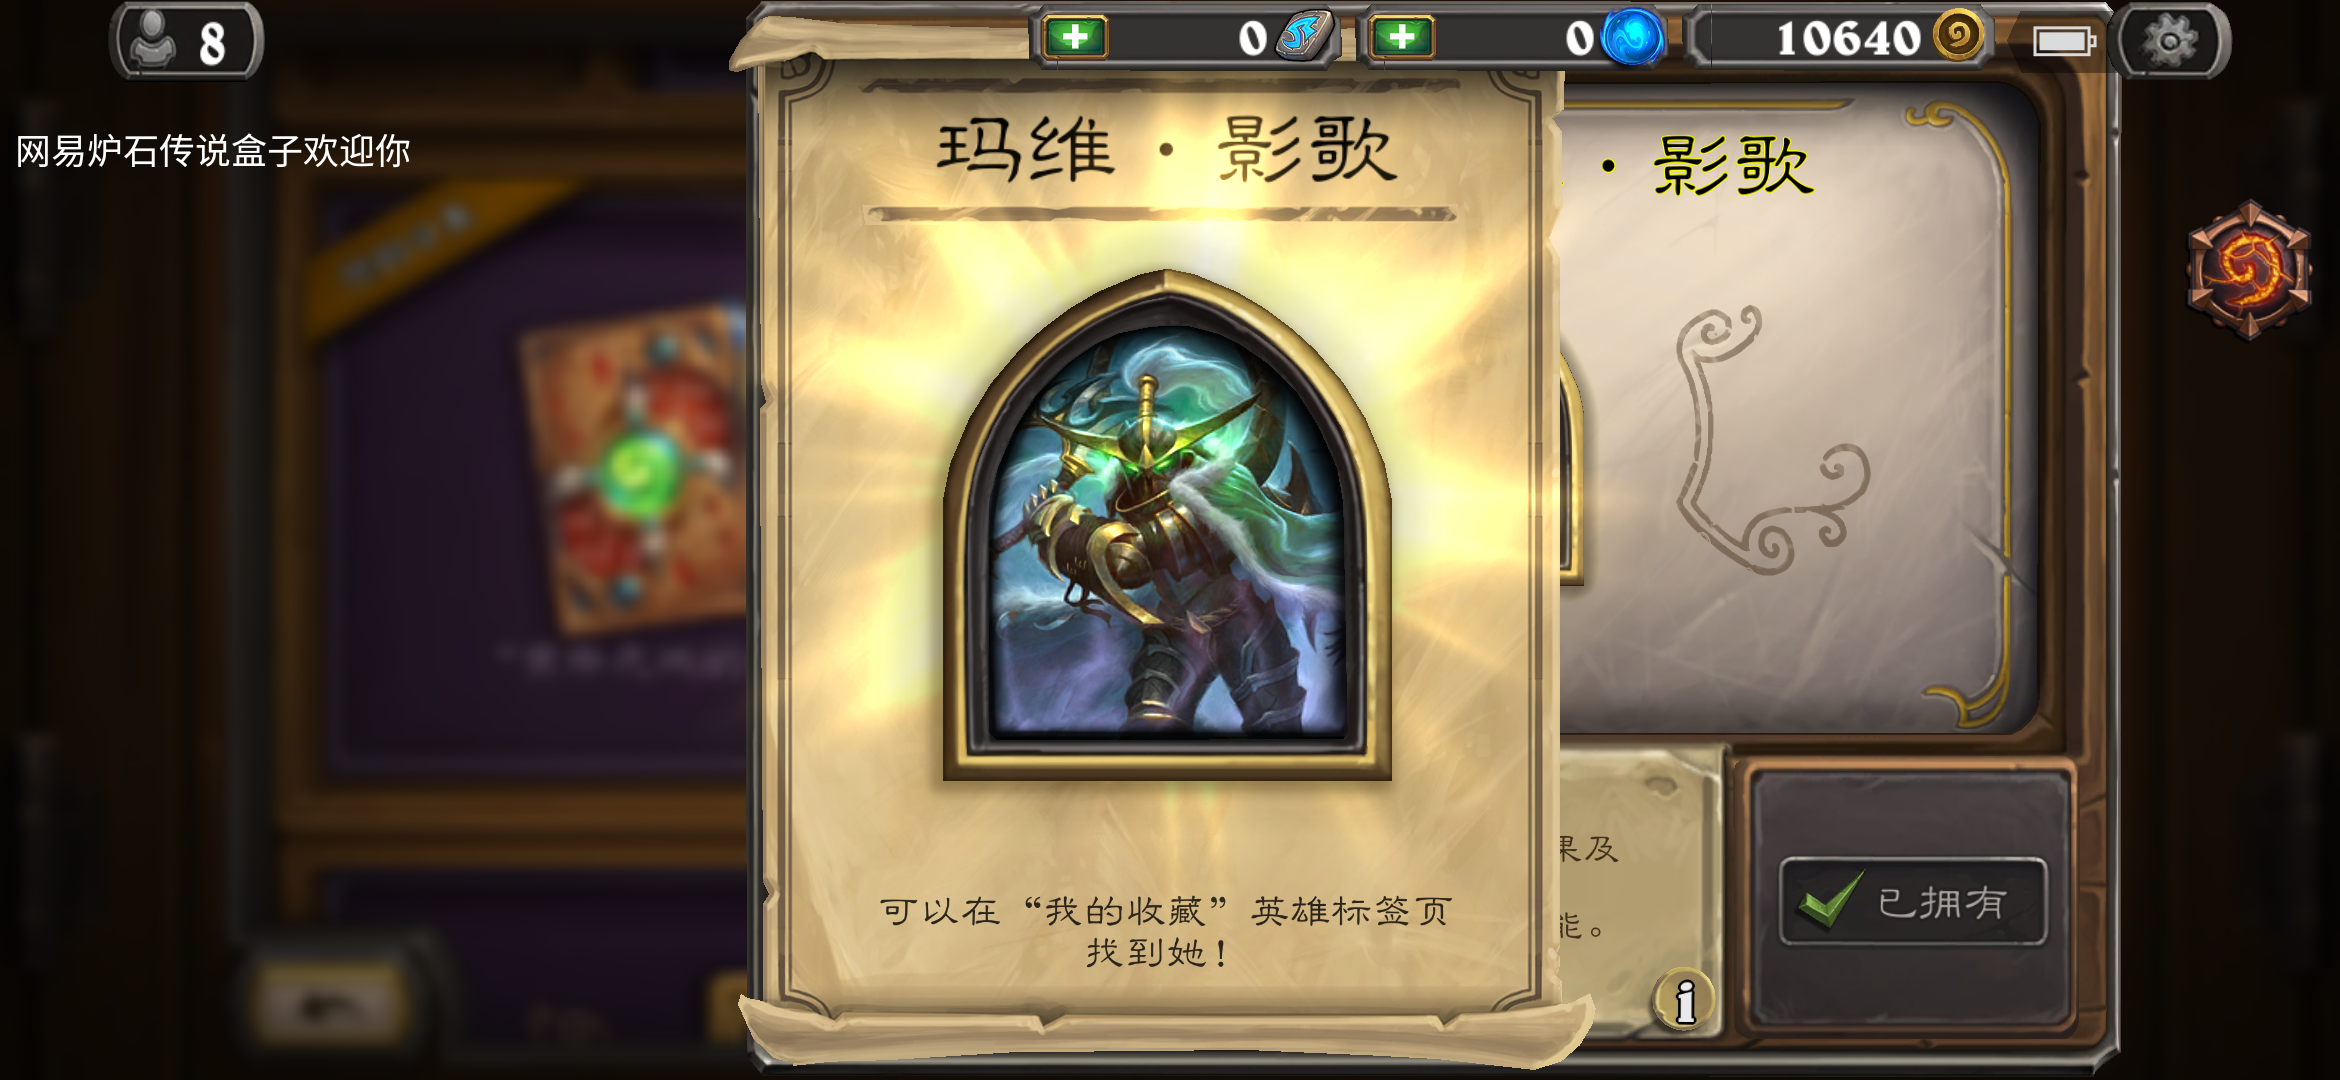 8
0
0
10640
网易炉石传说盒子欢迎你
玛维·影歌
·影歌
可以在“我的收藏”英雄标签页
找到她！
果及
能。
已拥有
i